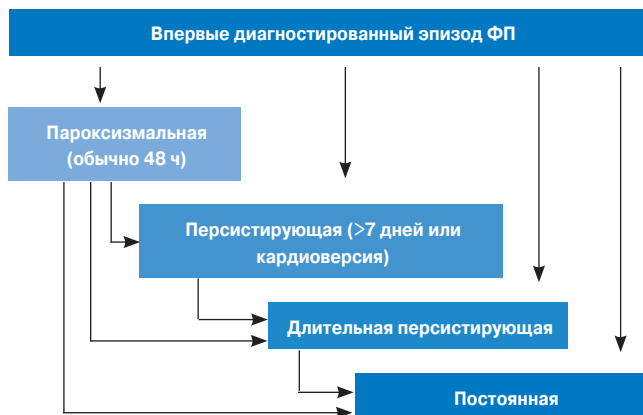 Впервые диагностированный эпизод ФП
Пароксизмальная
(обычно 48 ч)
Персистирующая (>7 дней или
кардиоверсия)
Длительная персистирующая
Постоянная